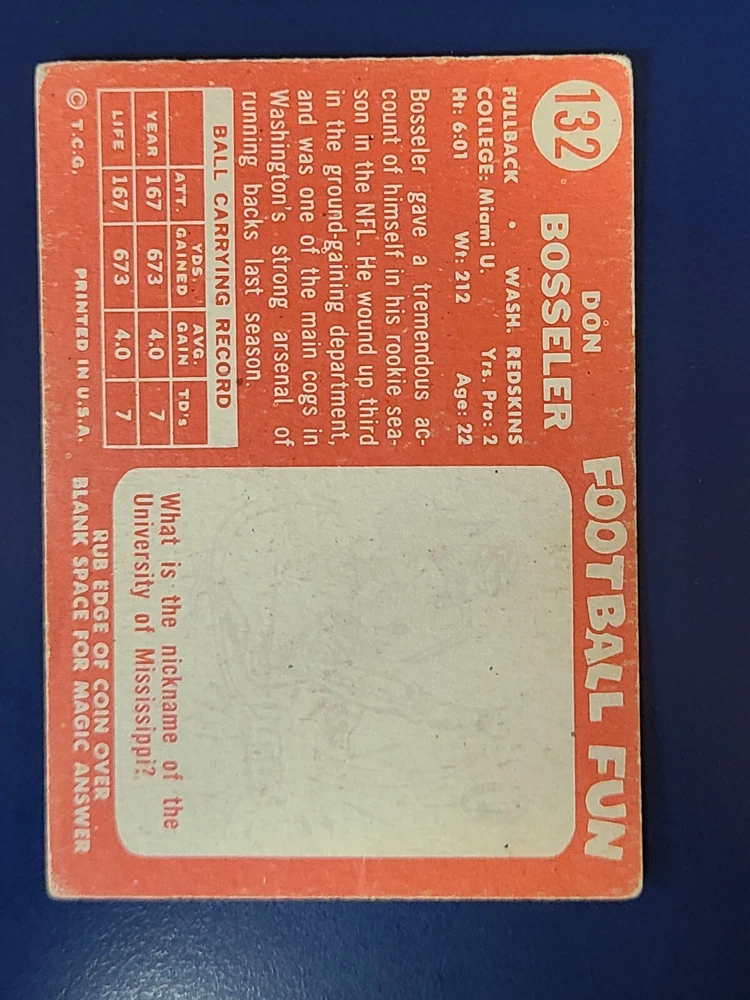 132
DON
BOSSELER
FULLBACK • WASH. REDSKINS
COLLEGE: Miami U. Yrs. Pro: 2
Ht: 6:01 Wt: 212 Age: 22
Bosseler gave a tremendous ac-
count of himself in his rookie sea-
son in the NFL. He wound up third
in the ground-gaining department,
and was one of the main cogs in
Washington's strong arsenal of
running backs last season.
BALL CARRYING RECORD
ATT. YDS. GAINED AVG. GAIN TD's
YEAR 167 673 4.0 7
LIFE 167 673 4.0 7
© T.C.G. PRINTED IN U.S.A.
FOOTBALL FUN
What is the nickname of the
University of Mississippi?
RUB EDGE OF COIN OVER
BLANK SPACE FOR MAGIC ANSWER